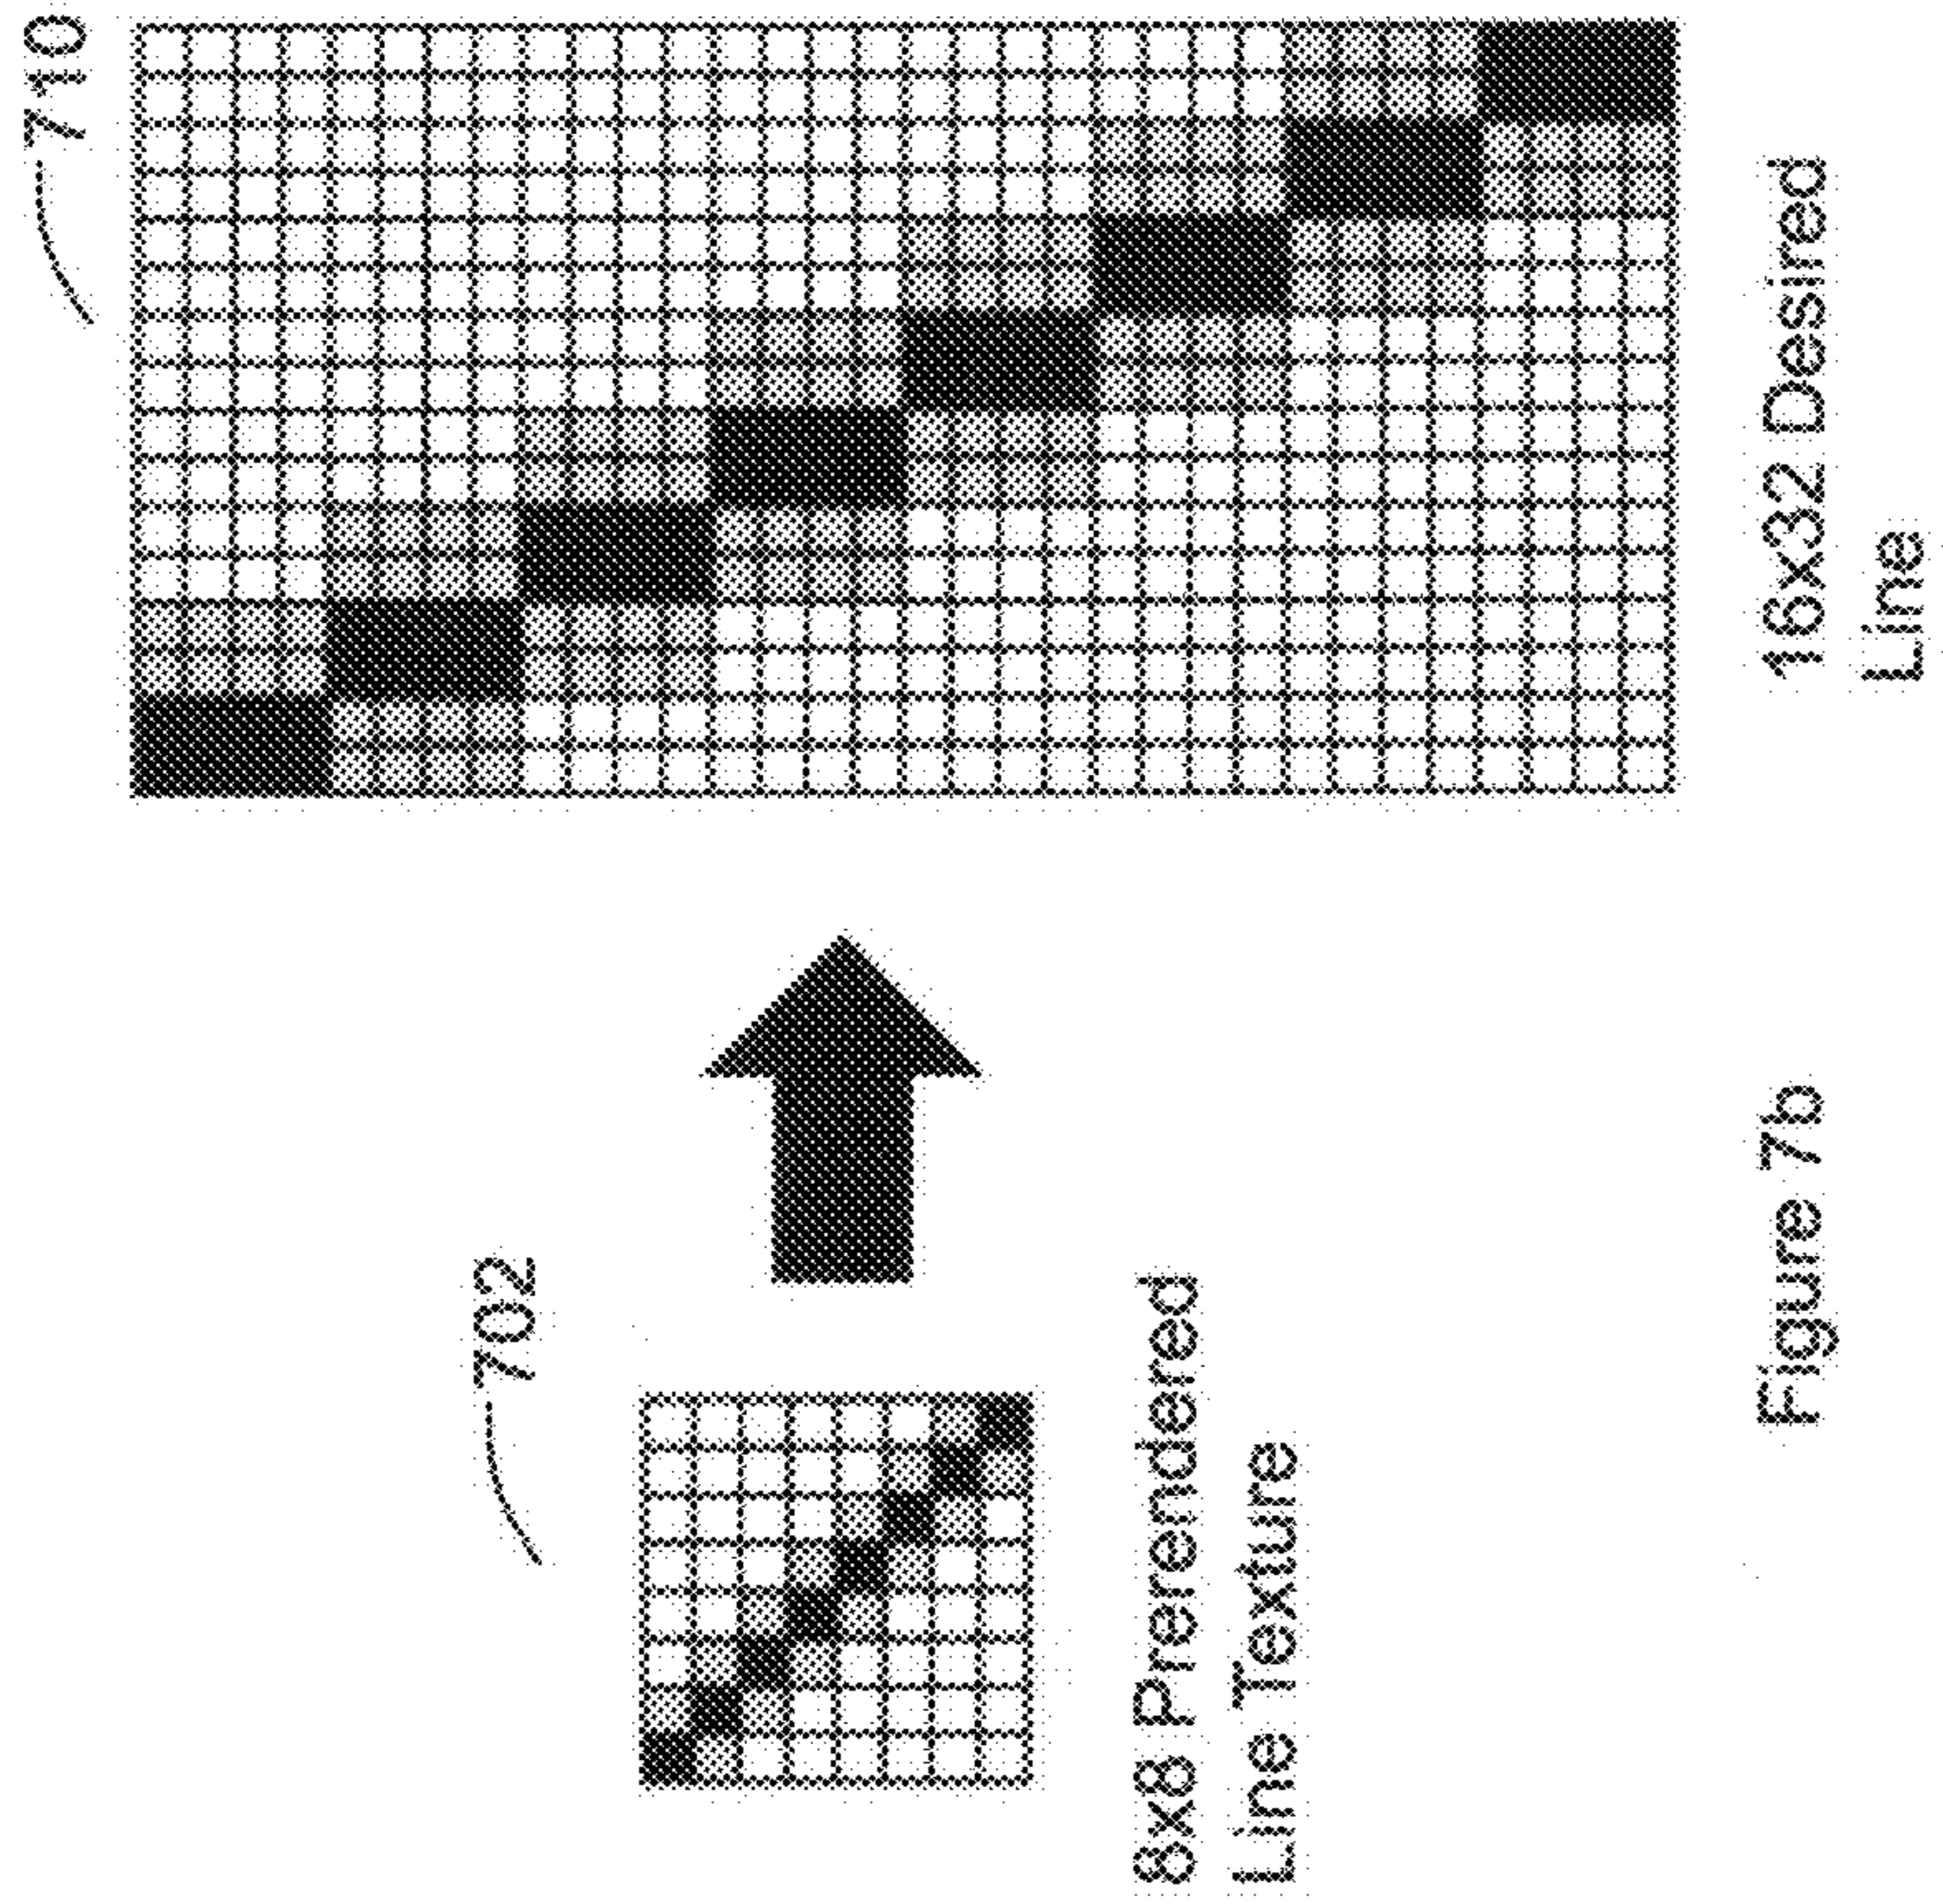 702
710
8x8 Prerendered
Line Texture
16x32 Desired
Line
Figure 7b